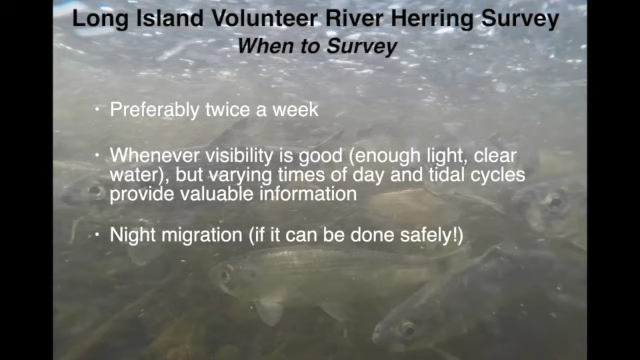 Long Island Volunteer River Herring Survey
When to Survey
• Preferably twice a week
• Whenever visibility is good (enough light, clear
water), but varying times of day and tidal cycles
provide valuable information
• Night migration (if it can be done safely!)